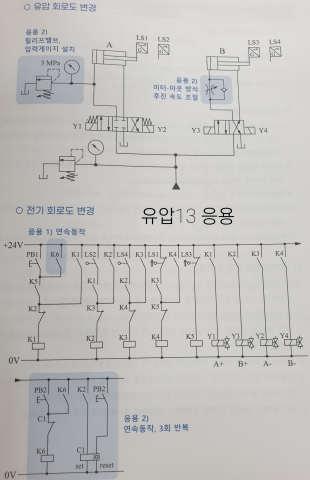 ○ 유압 회로도 변경
응용 2)
릴리프밸브,
압력게이지 설치
3 MPa
A
LS1 LS2
B
LS3 LS4
응용 2)
미터-아웃 방식
후진 속도 조절
Y1 Y2 Y3 Y4
○ 전기 회로도 변경
유압13 응용
응용 1) 연속동작
+24V
PB1 K6 K1 LS2 K2 LS4 K3 LS1 K4 LS3 K1 K2 K3 K4
K5 K1 K2 K3
K2 K3 K4 K5
K1 K2 K3 K4 K5 Y1 Y3 Y2 Y4
0V
A+ B+ A- B-
PB2 K6 K2 PB2
C1
응용 2)
연속동작, 3회 반복
K6 C1
set reset
0V